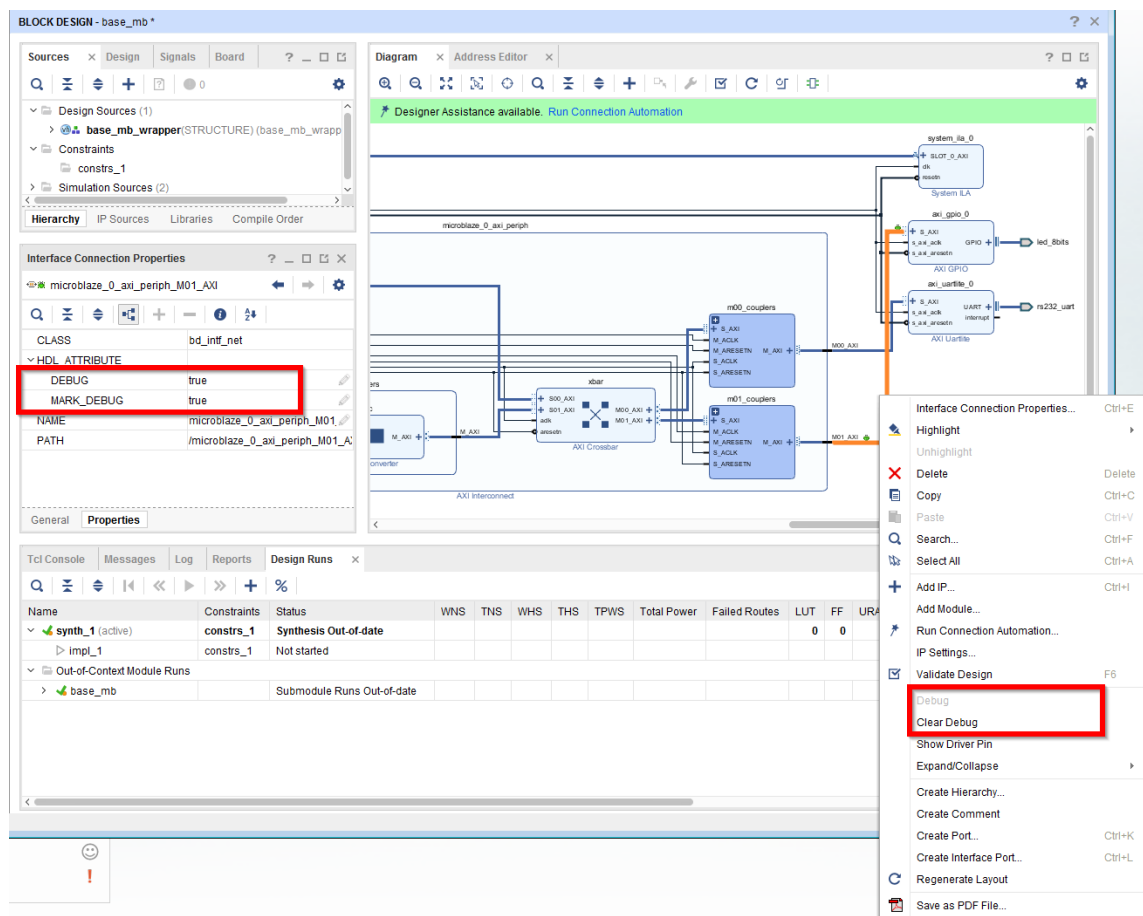 BLOCK DESIGN - base_mb *
? ×
Sources × Design Signals Board ? _
0
Design Sources (1)
base_mb_wrapper(STRUCTURE) (base_mb_wrapp
Constraints
constrs_1
Simulation Sources (2)
Hierarchy IP Sources Libraries Compile Order
Interface Connection Properties ? _ ×
microblaze_0_axi_periph_M01_AXI
CLASS bd_intf_net
HDL_ATTRIBUTE
DEBUG true
MARK_DEBUG true
NAME microblaze_0_axi_periph_M01_
PATH /microblaze_0_axi_periph_M01_A
General Properties
Diagram × Address Editor × ?
Designer Assistance available. Run Connection Automation
system_ila_0
SLOT_0_AXI
clk
resetn
System ILA
axi_gpio_0
S_AXI
s_axi_aclk GPIO led_8bits
s_axi_aresetn
AXI GPIO
axi_uartlite_0
S_AXI
s_axi_aclk UART rs232_uart
s_axi_aresetn interrupt
AXI Uartlite
microblaze_0_axi_periph
m00_couplers
S_AXI
M_ACLK
M_ARESETN M_AXI M00_AXI
S_ACLK
S_ARESETN
xbar
S00_AXI
S01_AXI M00_AXI
aclk M01_AXI
aresetn
AXI Crossbar
m01_couplers
S_AXI
M_ACLK
M_ARESETN M_AXI M01_AXI
S_ACLK
S_ARESETN
ers
c
M_AXI M_AXI
onverter
AXI Interconnect
Interface Connection Properties... Ctrl+E
Highlight
Unhighlight
Delete Delete
Copy Ctrl+C
Paste Ctrl+V
Search... Ctrl+F
Select All Ctrl+A
Add IP... Ctrl+I
Add Module...
Run Connection Automation...
IP Settings...
Validate Design F6
Debug
Clear Debug
Show Driver Pin
Expand/Collapse
Create Hierarchy...
Create Comment
Create Port... Ctrl+K
Create Interface Port... Ctrl+L
Regenerate Layout
Save as PDF File...
Tcl Console Messages Log Reports Design Runs ×
Name Constraints Status WNS TNS WHS THS TPWS Total Power Failed Routes LUT FF URA
synth_1 (active) constrs_1 Synthesis Out-of-date 0 0
impl_1 constrs_1 Not started
Out-of-Context Module Runs
base_mb Submodule Runs Out-of-date